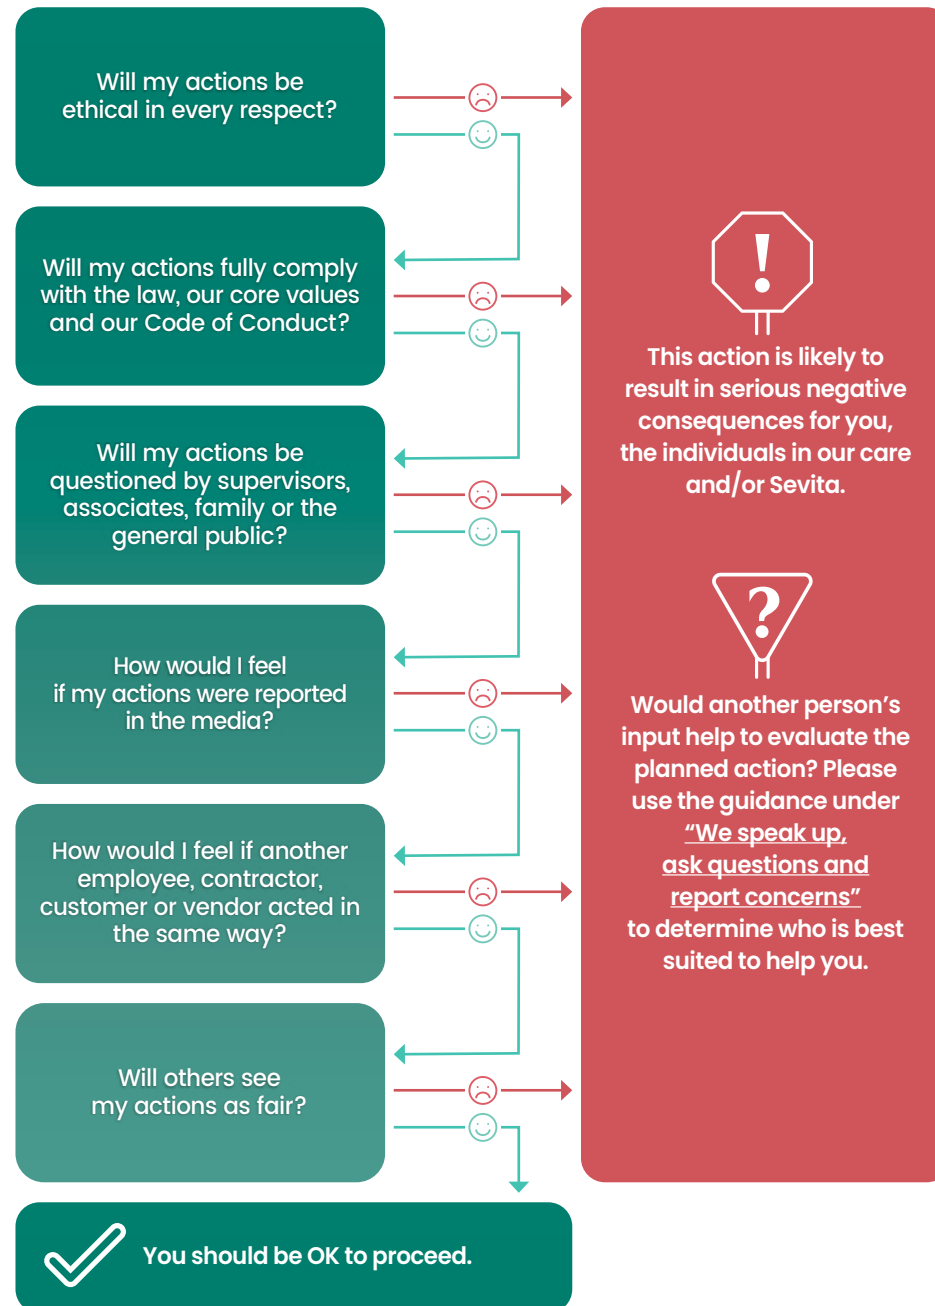 Will my actions be
ethical in every respect?
Will my actions fully comply
with the law, our core values
and our Code of Conduct?
Will my actions be
questioned by supervisors,
associates, family or the
general public?
How would I feel
if my actions were reported
in the media?
How would I feel if another
employee, contractor,
customer or vendor acted in
the same way?
Will others see
my actions as fair?
You should be OK to proceed.
!
This action is likely to
result in serious negative
consequences for you,
the individuals in our care
and/or Sevita.
?
Would another person’s
input help to evaluate the
planned action? Please
use the guidance under
“We speak up,
ask questions and
report concerns”
to determine who is best
suited to help you.